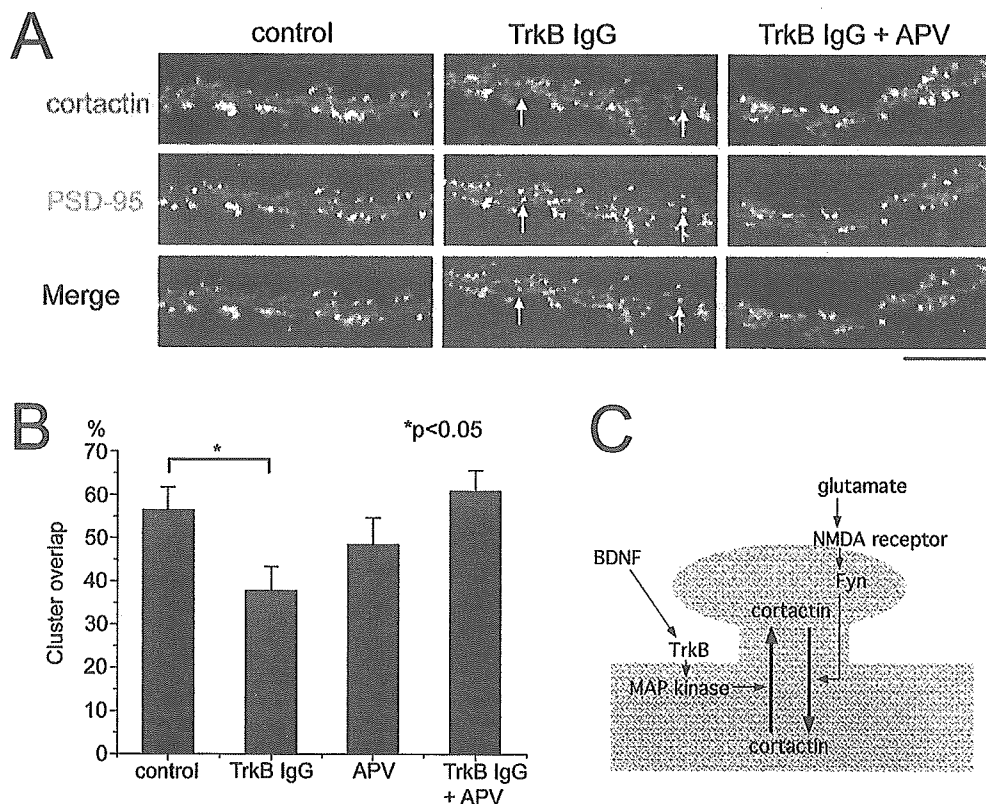 A
control
TrkB IgG
TrkB IgG + APV
cortactin
PSD-95
Merge
B
%
*p<0.05
*
70
60
50
40
30
20
10
0
Cluster overlap
control
TrkB IgG
APV
TrkB IgG
+ APV
C
glutamate
NMDA receptor
Fyn
BDNF
cortactin
TrkB
MAP kinase
cortactin